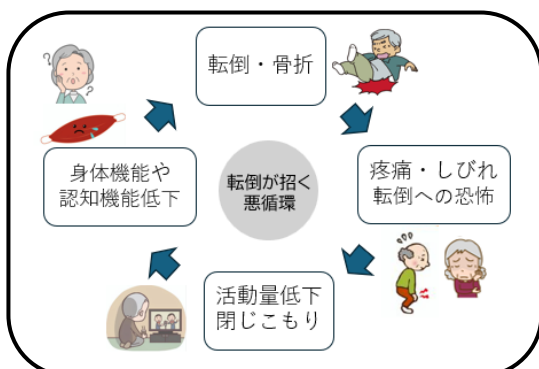 転倒・骨折
疼痛・しびれ
転倒への恐怖
活動量低下
閉じこもり
身体機能や
認知機能低下
転倒が招く
悪循環
?
?